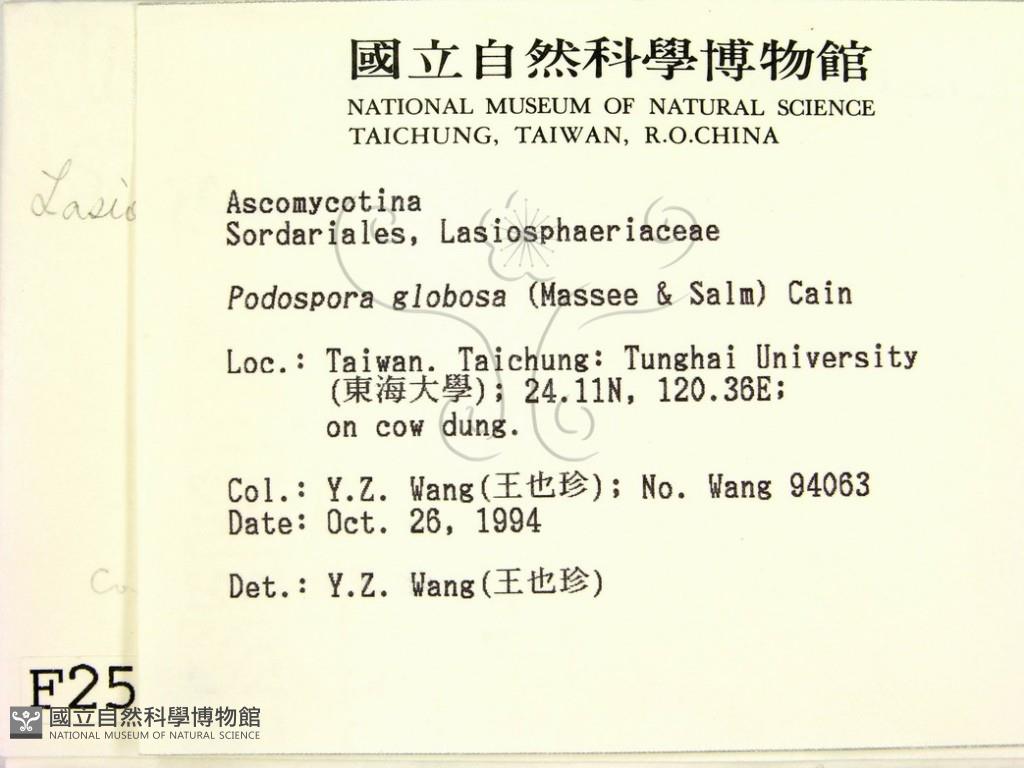 國立自然科學博物館
NATIONAL MUSEUM OF NATURAL SCIENCE
TAICHUNG, TAIWAN, R.O.CHINA
Lasio
Ascomycotina
Sordariales, Lasiosphaeriaceae
Podospora globosa (Massee & Salm) Cain
Loc.: Taiwan. Taichung: Tunghai University
(東海大學); 24.11N, 120.36E;
on cow dung.
Col.: Y.Z. Wang(王也珍); No. Wang 94063
Date: Oct. 26, 1994
Det.: Y.Z. Wang(王也珍)
Co
F25
國立自然科學博物館
NATIONAL MUSEUM OF NATURAL SCIENCE